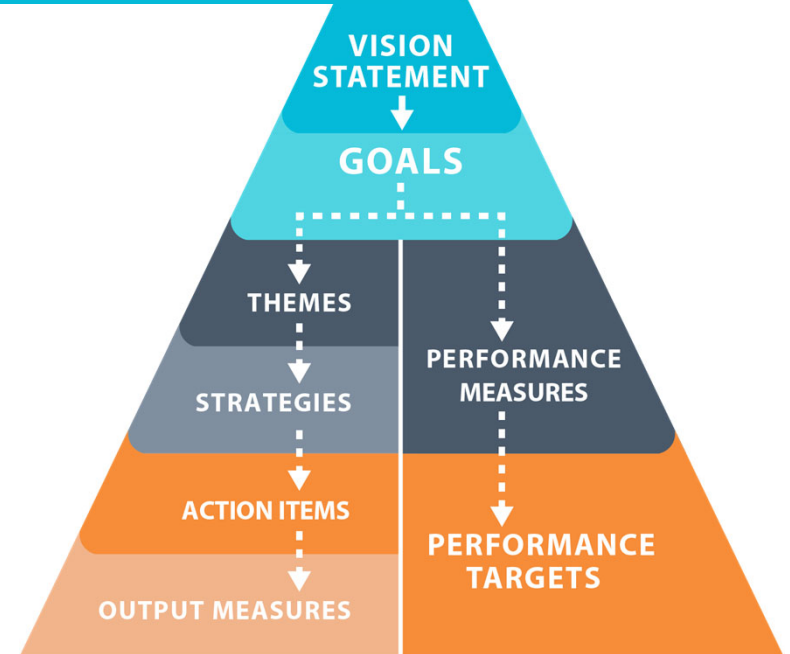 VISION
STATEMENT
GOALS
THEMES
STRATEGIES
ACTION ITEMS
OUTPUT MEASURES
PERFORMANCE
MEASURES
PERFORMANCE
TARGETS